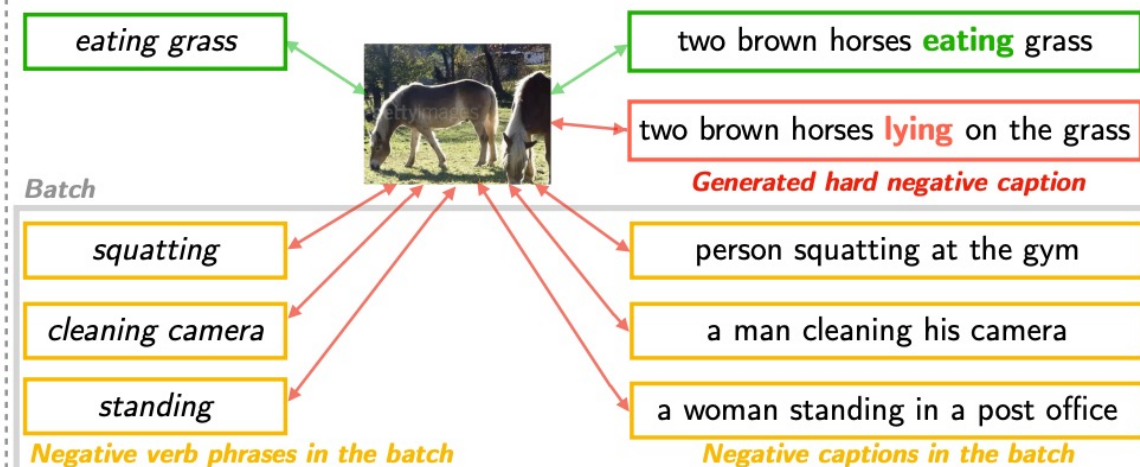 eating grass
two brown horses eating grass
two brown horses lying on the grass
Generated hard negative caption
Batch
squatting
person squatting at the gym
cleaning camera
a man cleaning his camera
standing
a woman standing in a post office
Negative verb phrases in the batch
Negative captions in the batch